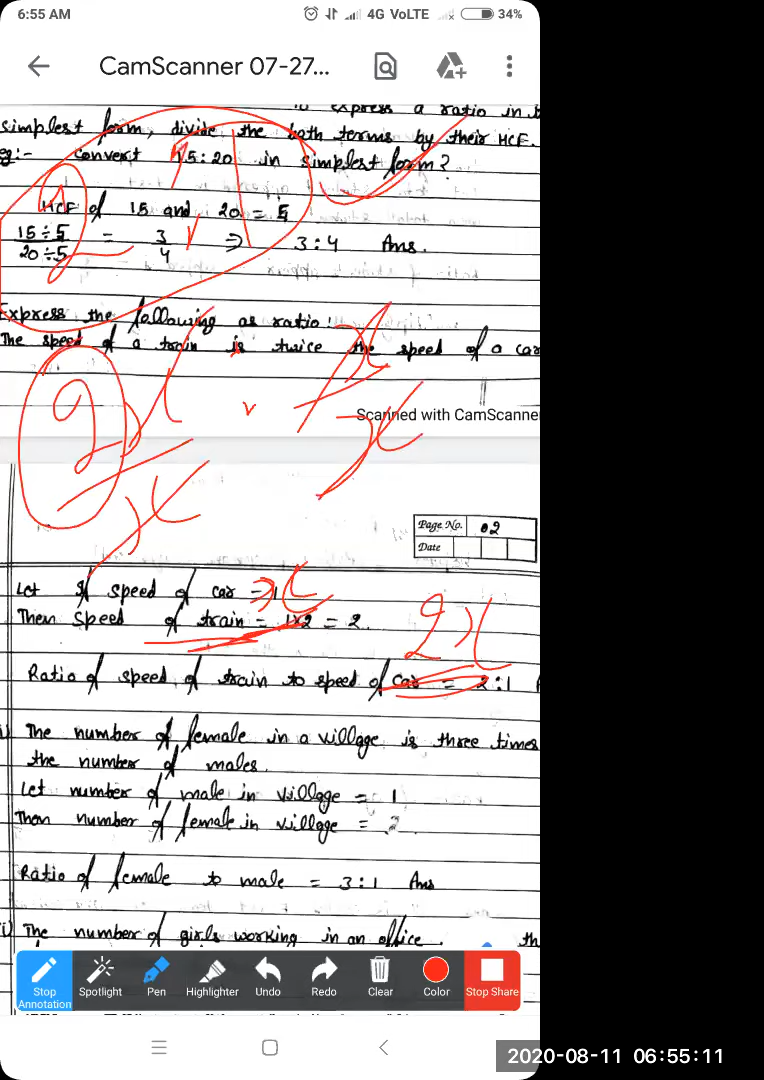 6:55 AM 4G VoLTE 34%
CamScanner 07-27...
to express a ratio in
simplest form, divide the both terms by their HCF.
eg:- convert 15:20 in simplest form?
HCF of 15 and 20 = 5
15÷5 = 3 ⇒ 3:4 Ans.
20÷5 4
Express the following as ratio:
The speed of a train is twice the speed of a car
2x x
x x
Scanned with CamScanne
Page No. 02
Date
Let speed of car = 1 x
Then speed of train = 1×2 = 2.
2x
Ratio of speed of train to speed of car = 2:1
The number of female in a village is three times
the number of males.
Let number of male in village = 1
Then number of female in village = 3
Ratio of female to male = 3:1 Ans
The number of girls working in an office
Stop Annotation Spotlight Pen Highlighter Undo Redo Clear Color Stop Share
2020-08-11 06:55:11